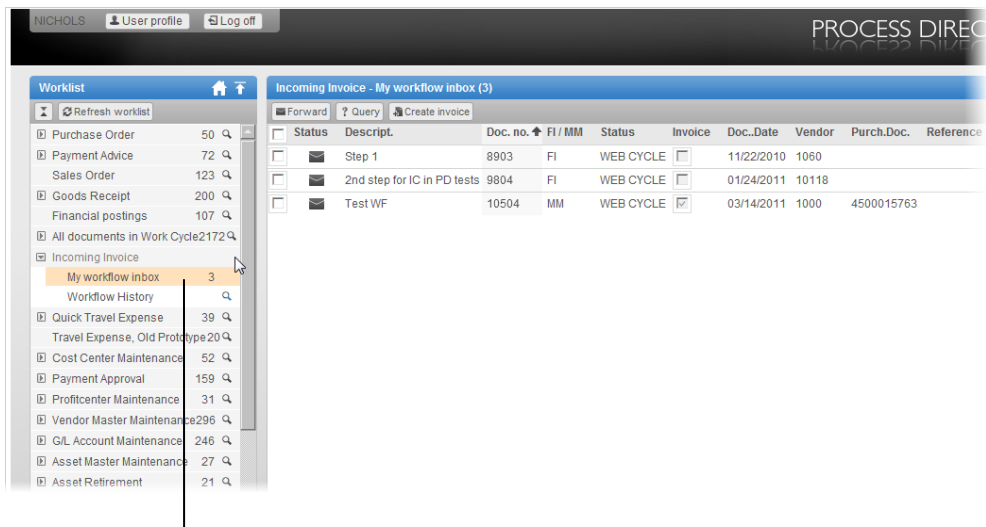 NICHOLS User profile Log off
PROCESS DIREC
Worklist
Refresh worklist
Purchase Order 50
Payment Advice 72
Sales Order 123
Goods Receipt 200
Financial postings 107
All documents in Work Cycle 2172
Incoming Invoice
My workflow inbox 3
Workflow History
Quick Travel Expense 39
Travel Expense, Old Prototype 20
Cost Center Maintenance 52
Payment Approval 159
Profitcenter Maintenance 31
Vendor Master Maintenance 296
G/L Account Maintenance 246
Asset Master Maintenance 27
Asset Retirement 21
Incoming Invoice - My workflow inbox (3)
Forward ? Query Create invoice
Status Descript. Doc. no. FI / MM Status Invoice Doc..Date Vendor Purch.Doc. Reference
Step 1 8903 FI WEB CYCLE 11/22/2010 1060
2nd step for IC in PD tests 9804 FI WEB CYCLE 01/24/2011 10118
Test WF 10504 MM WEB CYCLE 03/14/2011 1000 4500015763